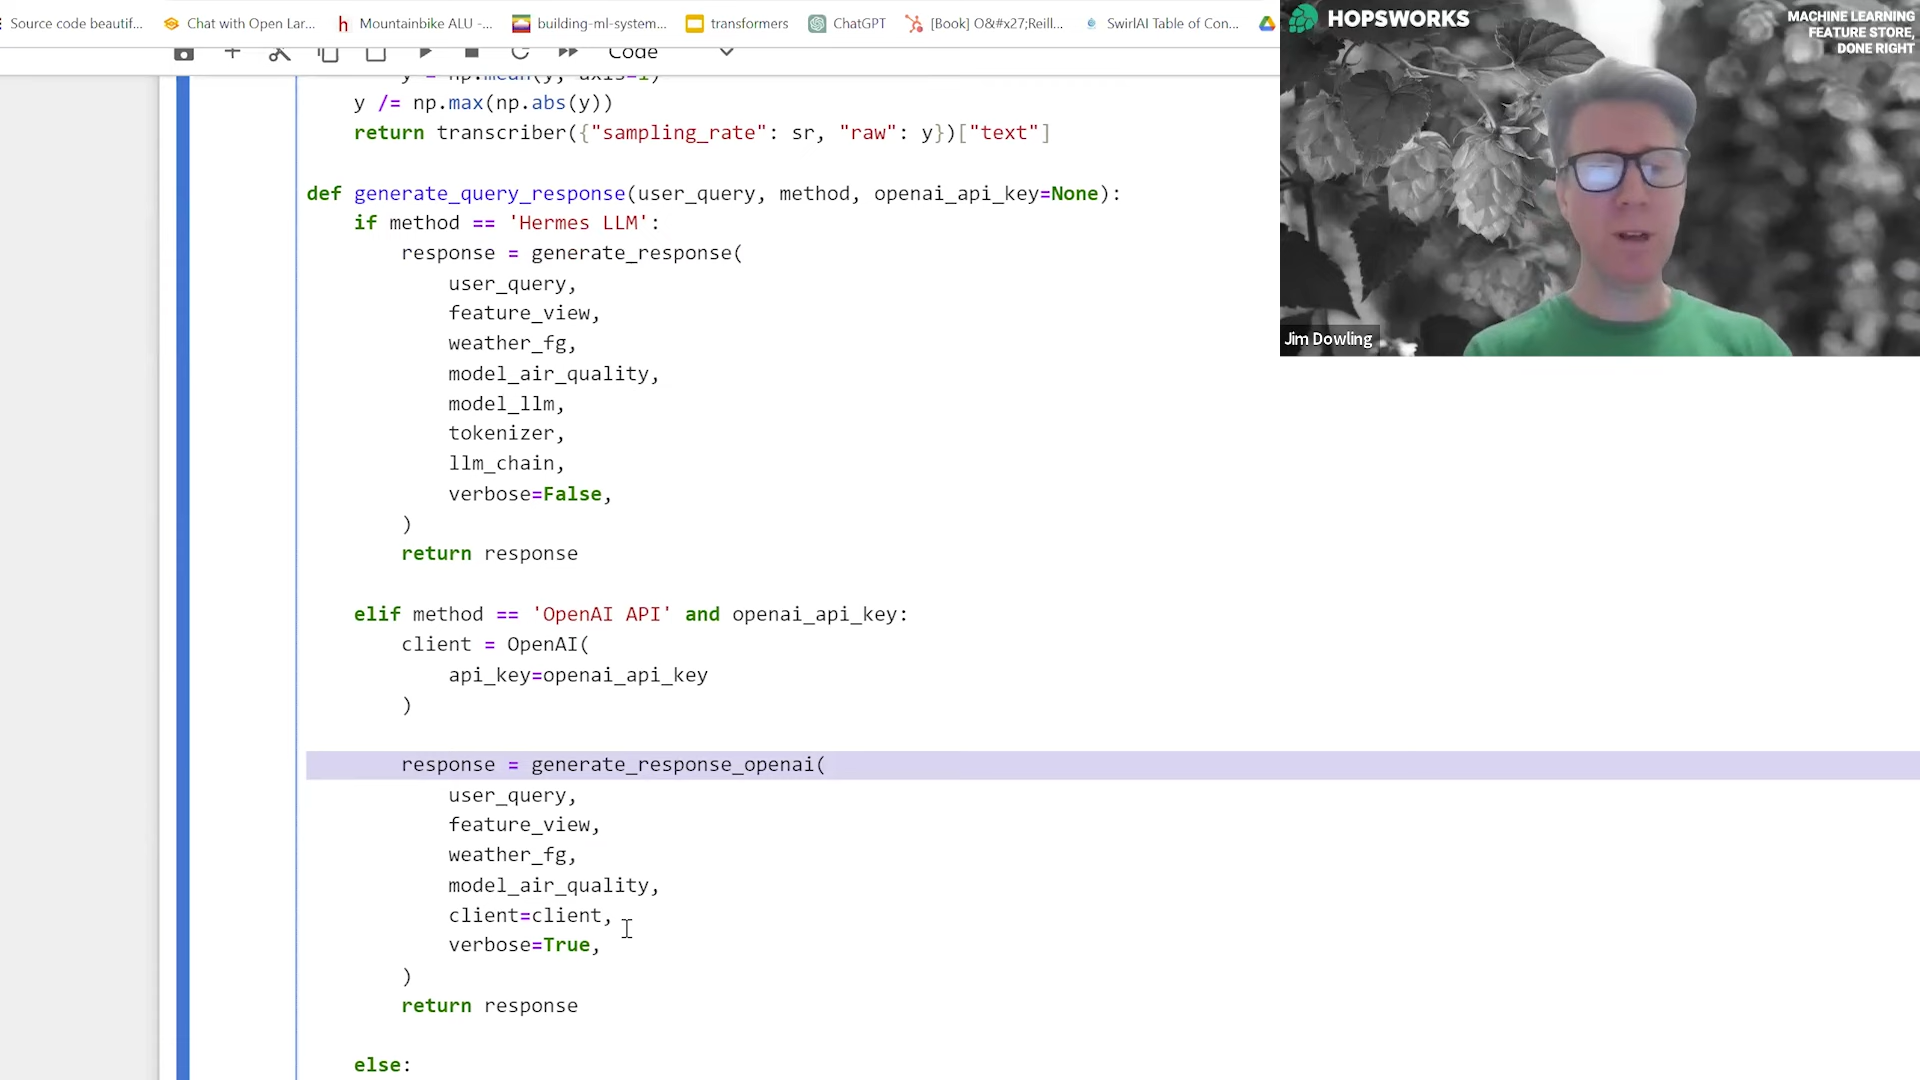 Source code beautif...
Chat with Open Lar...
Mountainbike ALU -...
building-ml-system...
transformers
ChatGPT
[Book] O&#x27;Reill...
SwirlAI Table of Con...
HOPSWORKS
MACHINE LEARNING
FEATURE STORE,
DONE RIGHT
Jim Dowling
Code
y = np.mean(y, axis=1)
y /= np.max(np.abs(y))
return transcriber({"sampling_rate": sr, "raw": y})["text"]
def generate_query_response(user_query, method, openai_api_key=None):
if method == 'Hermes LLM':
response = generate_response(
user_query,
feature_view,
weather_fg,
model_air_quality,
model_llm,
tokenizer,
llm_chain,
verbose=False,
)
return response
elif method == 'OpenAI API' and openai_api_key:
client = OpenAI(
api_key=openai_api_key
)
response = generate_response_openai(
user_query,
feature_view,
weather_fg,
model_air_quality,
client=client,
verbose=True,
)
return response
else: